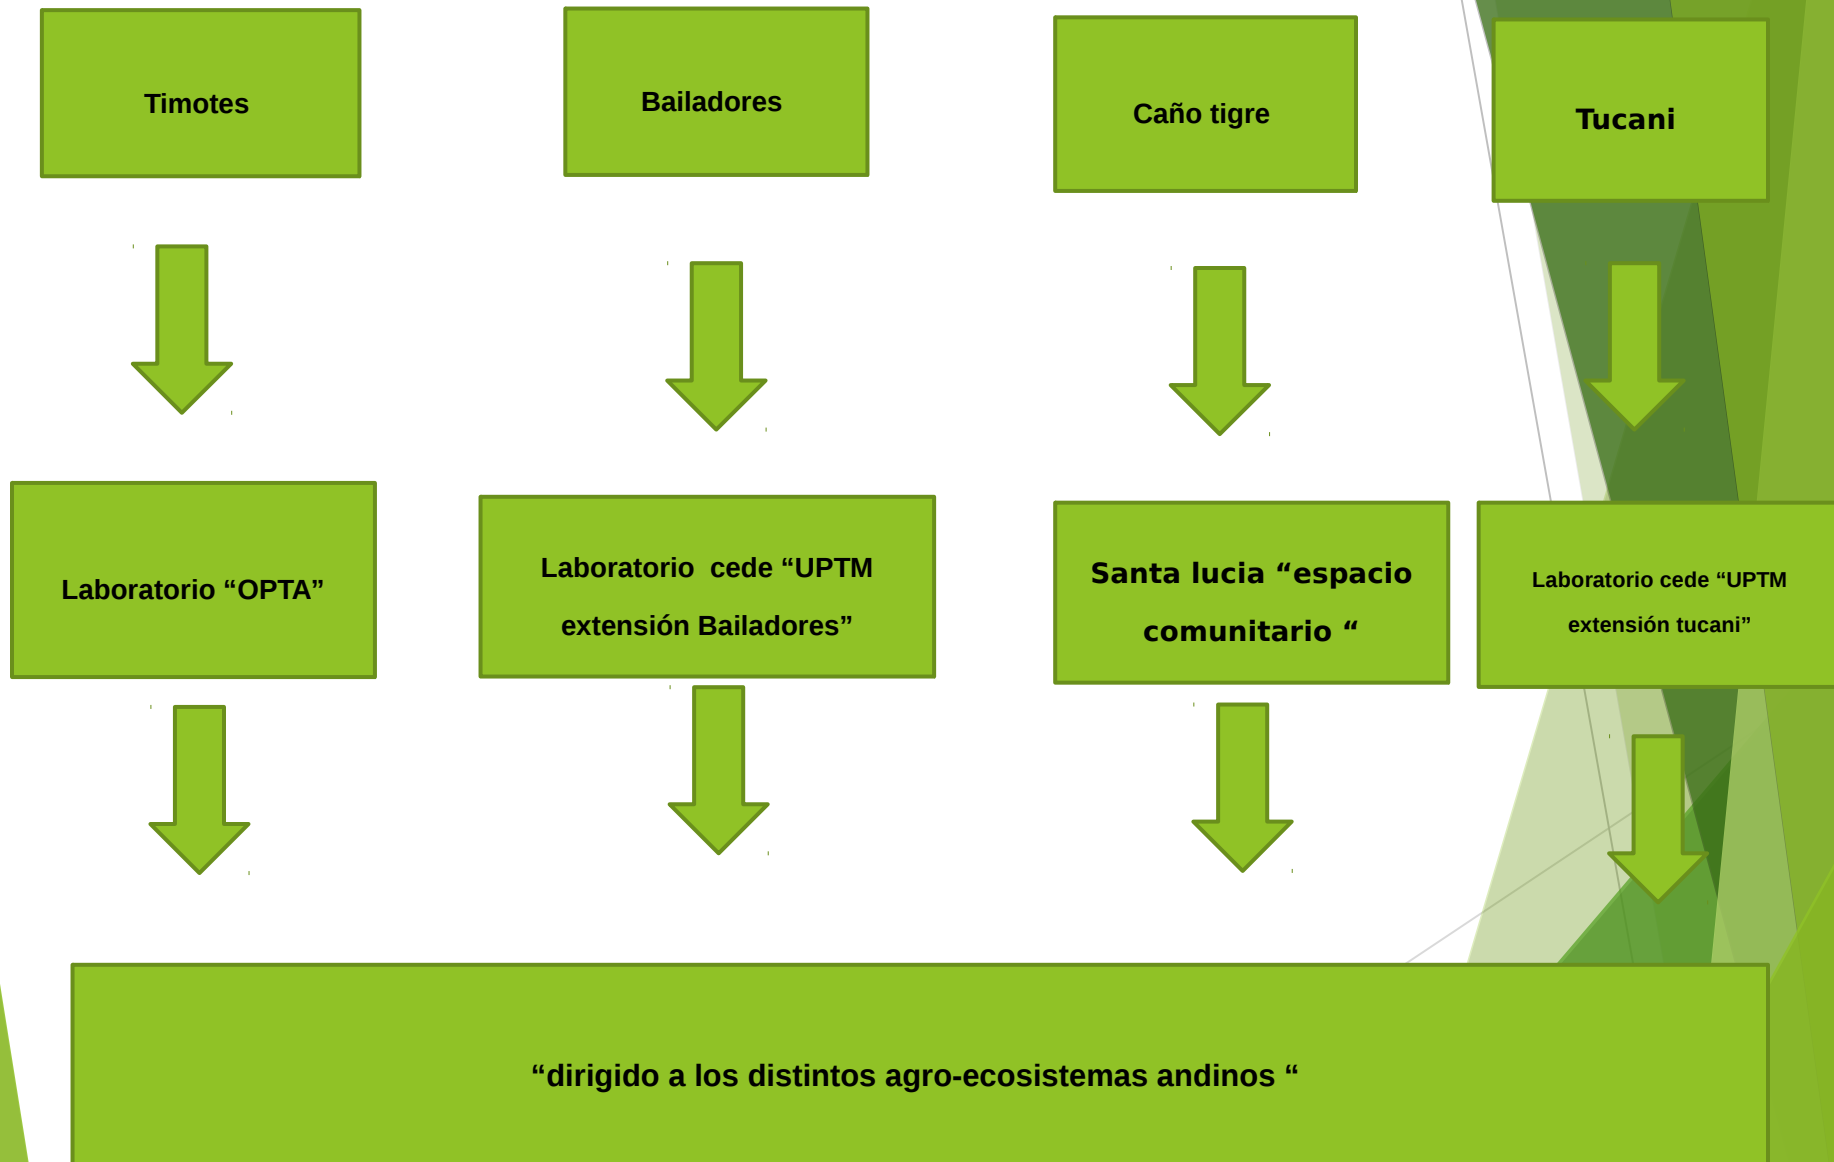 Timotes
Bailadores
Caño tigre
Tucani
Laboratorio “OPTA”
Laboratorio  cede “UPTM
extensión Bailadores”
Santa lucia “espacio
comunitario “
Laboratorio cede “UPTM
extensión tucani”
“dirigido a los distintos agro-ecosistemas andinos “